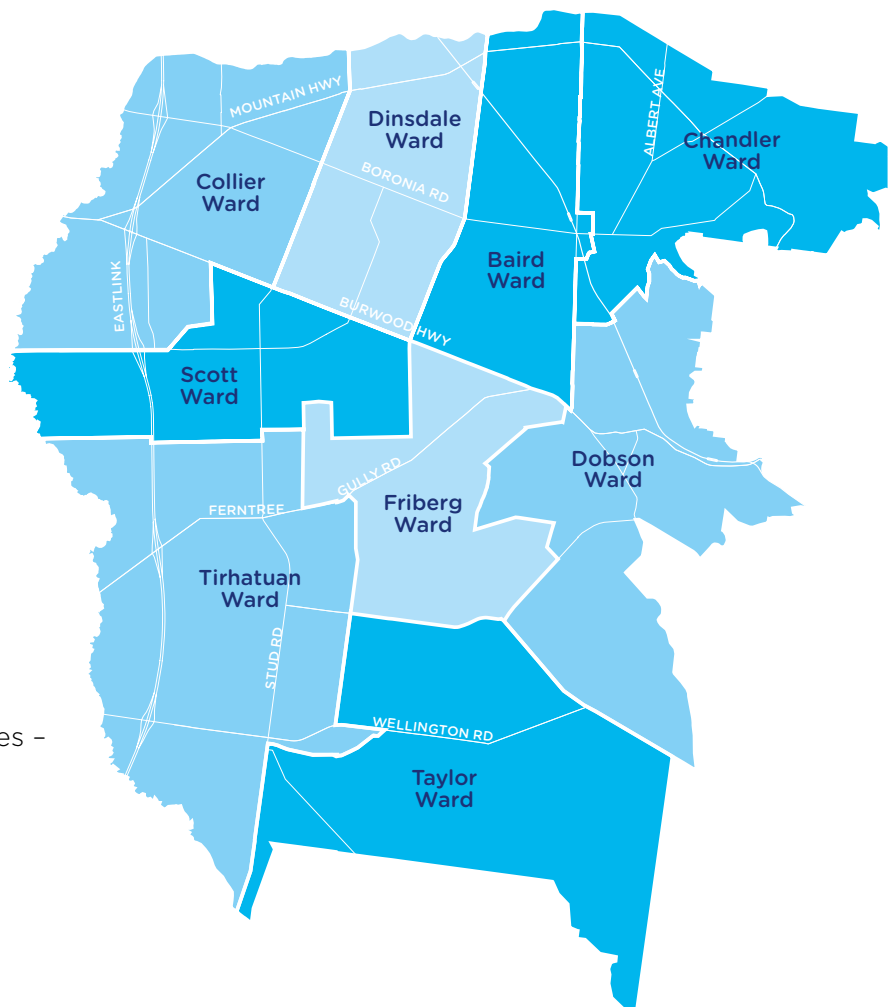 MOUNTAIN HWY
ALBERT AVE
Dinsdale
Ward
Chandler
Ward
BORONIA RD
Collier
Ward
Baird
Ward
EASTLINK
BURWOOD HWY
Scott
Ward
Dobson
Ward
GULLY RD
FERNTREE
Friberg
Ward
Tirhatuan
Ward
STUD RD
WELLINGTON RD
es –
Taylor
Ward